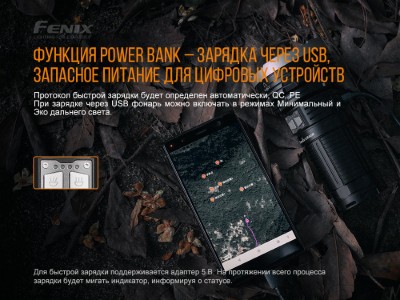 FENIX
ФУНКЦИЯ POWER BANK – ЗАРЯДКА ЧЕРЕЗ USB,
ЗАПАСНОЕ ПИТАНИЕ ДЛЯ ЦИФРОВЫХ УСТРОЙСТВ
Протокол быстрой зарядки будет определен автоматически, QC, PE
При зарядке через USB фонарь можно включать в режимах Минимальный и
Эко дальнего света.
Для быстрой зарядки поддерживается адаптер 5 В. На протяжении всего процесса
зарядки будет мигать индикатор, информируя о статусе.